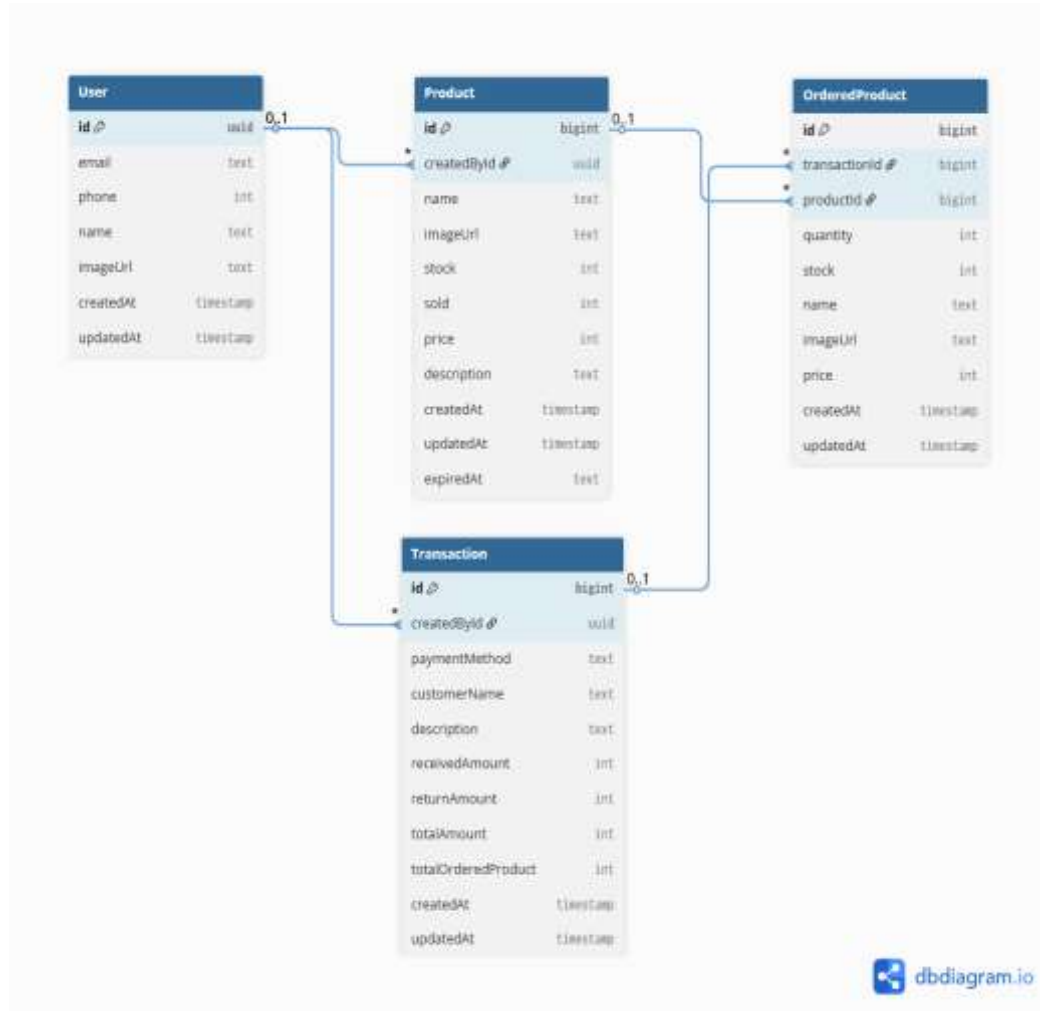 User
id uuid
email text
phone int
name text
imageUrl text
createdAt timestamp
updatedAt timestamp
0..1
Product
id bigint
createdById uuid
name text
imageUrl text
stock int
sold int
price int
description text
createdAt timestamp
updatedAt timestamp
expiredAt text
*
0..1
OrderedProduct
id bigint
transactionId bigint
productId bigint
quantity int
stock int
name text
imageUrl text
price int
createdAt timestamp
updatedAt timestamp
*
*
Transaction
id bigint
createdById uuid
paymentMethod text
customerName text
description text
receivedAmount int
returnAmount int
totalAmount int
totalOrderedProduct int
createdAt timestamp
updatedAt timestamp
*
0..1
dbdiagram.io